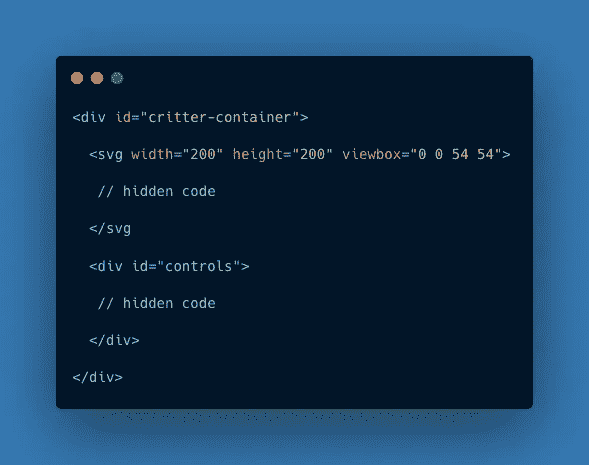 <div id="critter-container">
<svg width="200" height="200" viewbox="0 0 54 54">
// hidden code
</svg
<div id="controls">
// hidden code
</div>
</div>